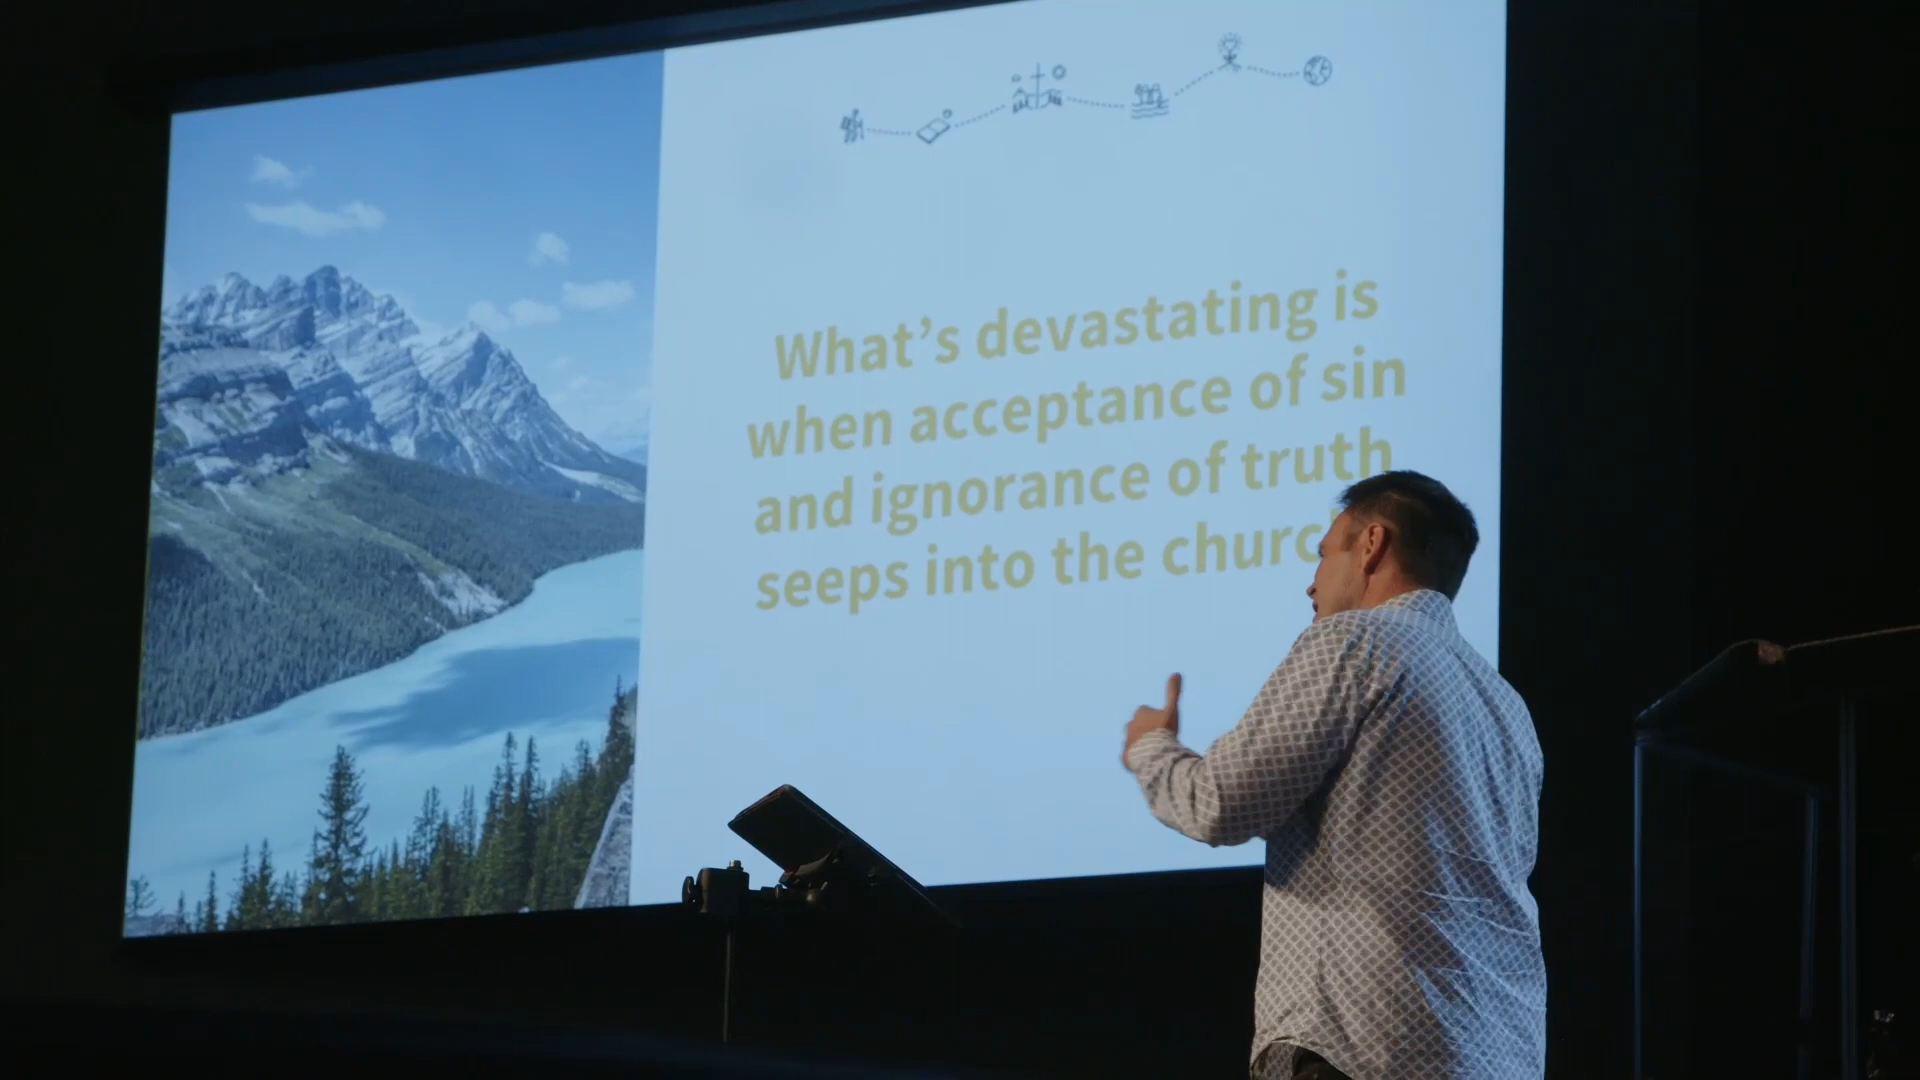 What’s devastating is
when acceptance of sin
and ignorance of truth
seeps into the